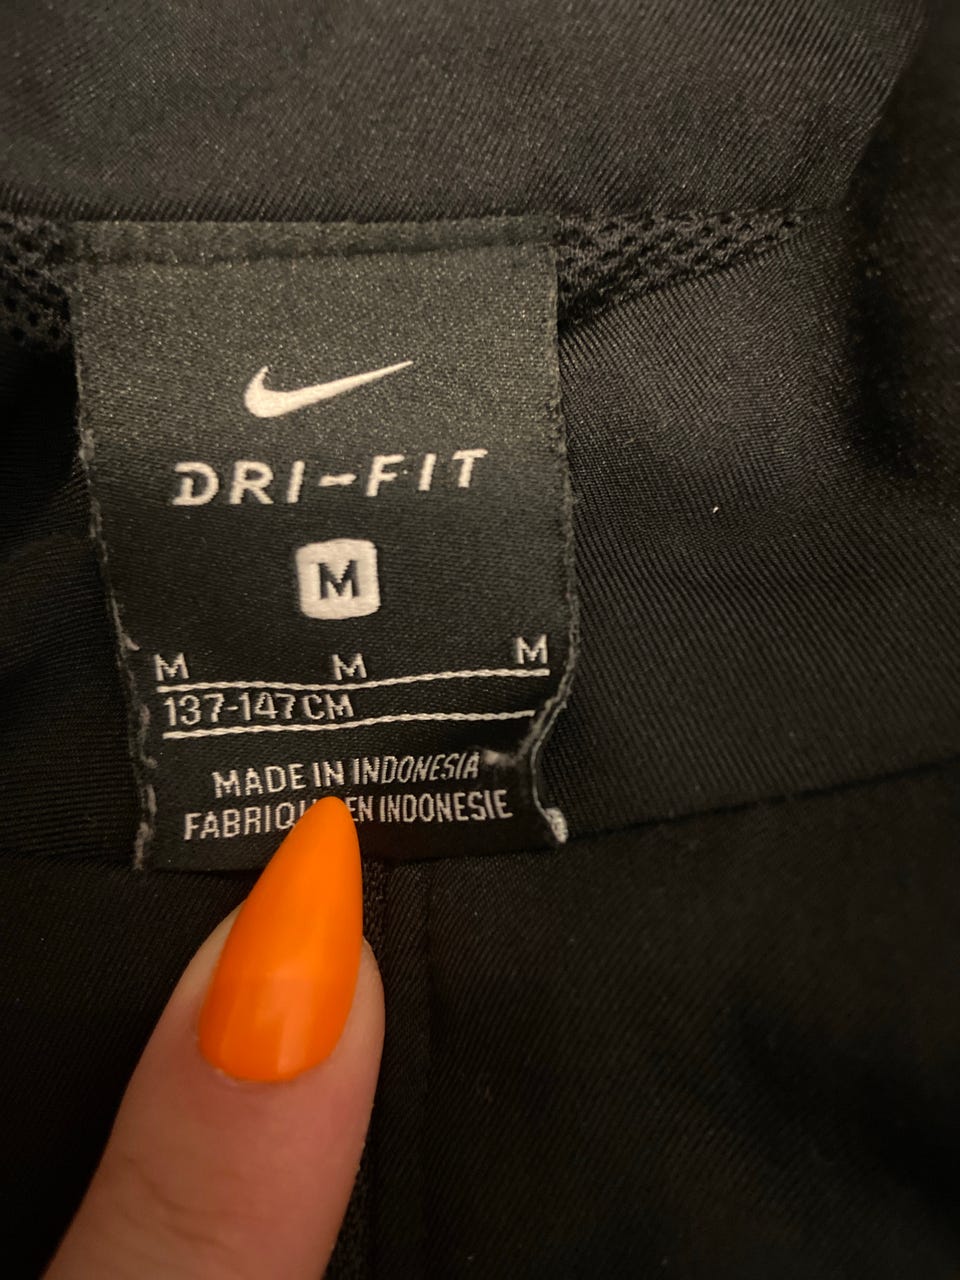 DRI-FIT
M
M M M
137-147CM
MADE IN INDONESIA
EN INDONESIE